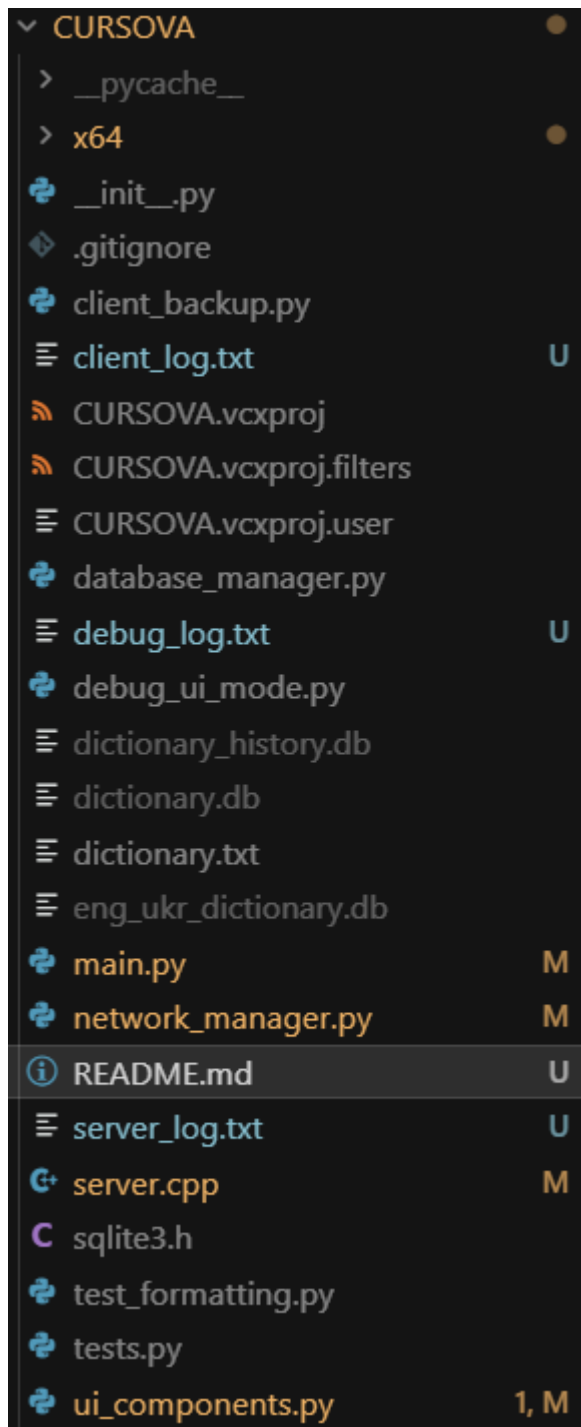 CURSOVA
__pycache__
x64
__init__.py
.gitignore
client_backup.py
client_log.txt U
CURSOVA.vcxproj
CURSOVA.vcxproj.filters
CURSOVA.vcxproj.user
database_manager.py
debug_log.txt U
debug_ui_mode.py
dictionary_history.db
dictionary.db
dictionary.txt
eng_ukr_dictionary.db
main.py M
network_manager.py M
README.md U
server_log.txt U
server.cpp M
sqlite3.h
test_formatting.py
tests.py
ui_components.py 1, M